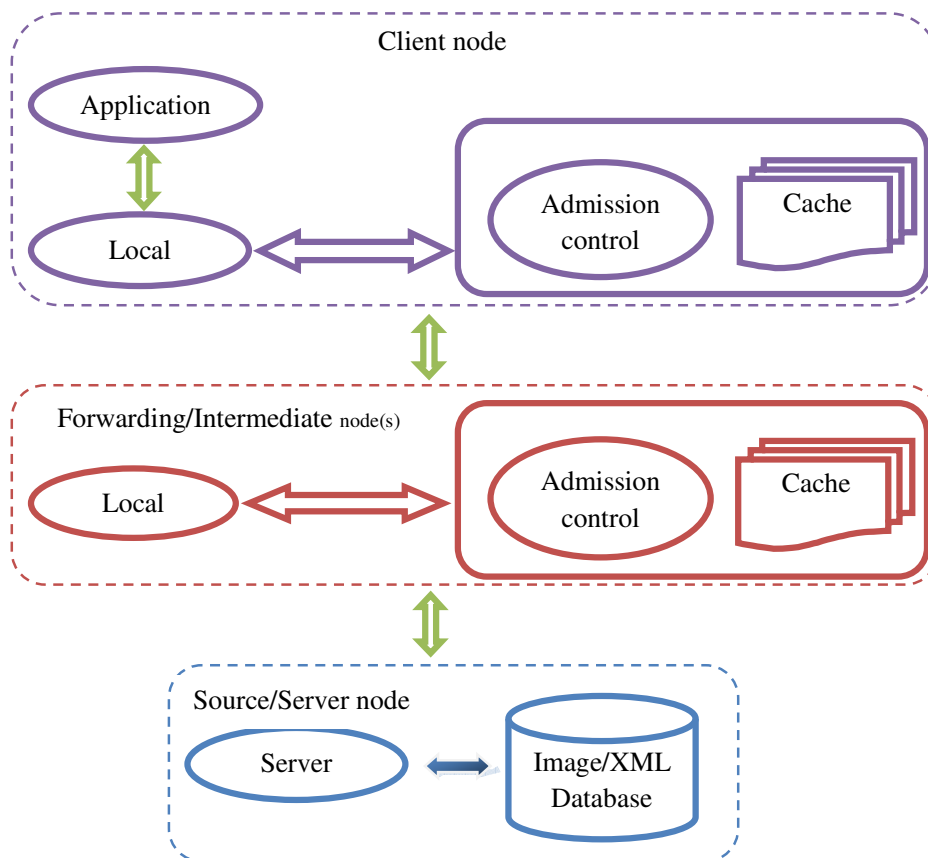 Client node
Application
Local
Admission
control
Cache
Forwarding/Intermediate node(s)
Local
Admission
control
Cache
Source/Server node
Server
Image/XML
Database